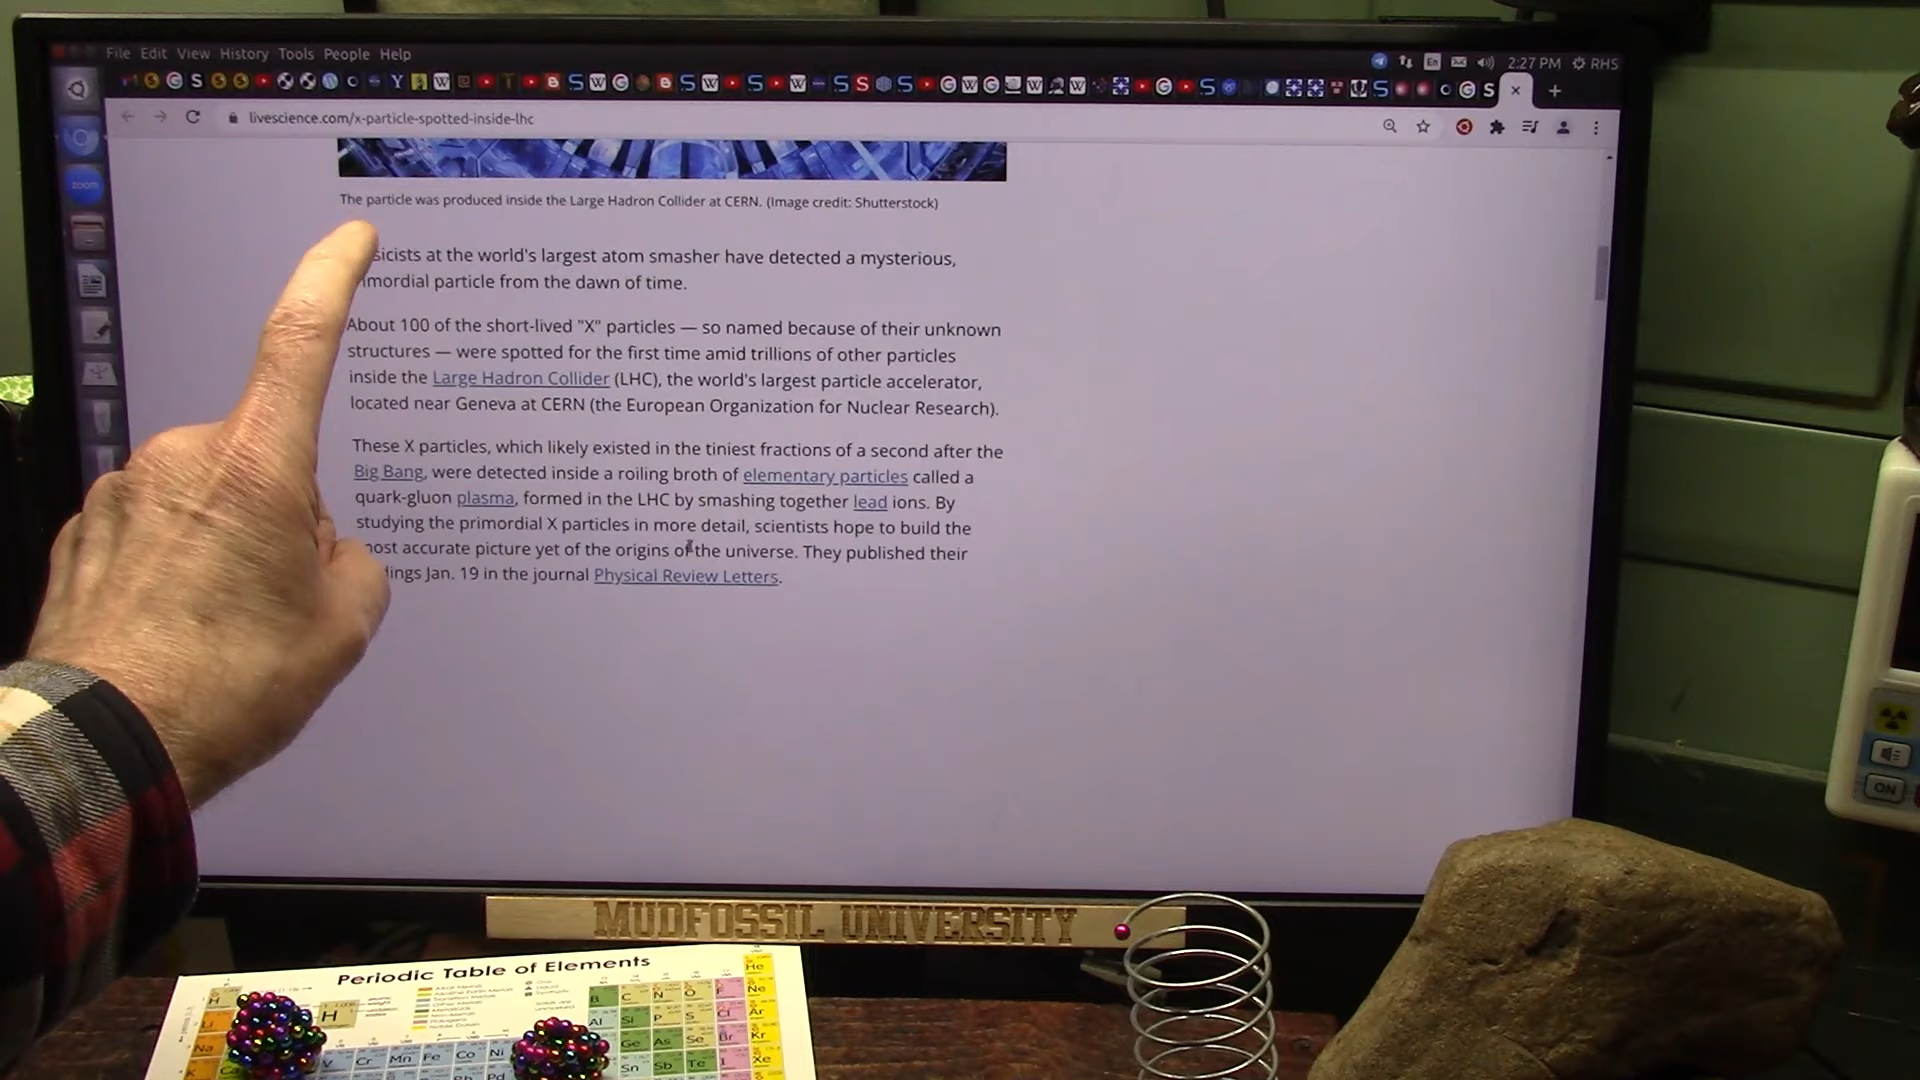 File Edit View History Tools People Help
En 2:27 PM RHS
livescience.com/x-particle-spotted-inside-lhc
zoom
The particle was produced inside the Large Hadron Collider at CERN. (Image credit: Shutterstock)
sicists at the world's largest atom smasher have detected a mysterious,
mordial particle from the dawn of time.
About 100 of the short-lived "X" particles — so named because of their unknown
structures — were spotted for the first time amid trillions of other particles
inside the Large Hadron Collider (LHC), the world's largest particle accelerator,
located near Geneva at CERN (the European Organization for Nuclear Research).
These X particles, which likely existed in the tiniest fractions of a second after the
Big Bang, were detected inside a roiling broth of elementary particles called a
quark-gluon plasma, formed in the LHC by smashing together lead ions. By
studying the primordial X particles in more detail, scientists hope to build the
most accurate picture yet of the origins of the universe. They published their
dings Jan. 19 in the journal Physical Review Letters.
ON
MUDFOSSIL UNIVERSITY
Periodic Table of Elements
He
H H B C N O F Ne
Li Al Si P S Cl Ar
Na Ge As Se Br Kr
Ca V Cr Mn Fe Co Ni Sn Sb Te I Xe
Pd